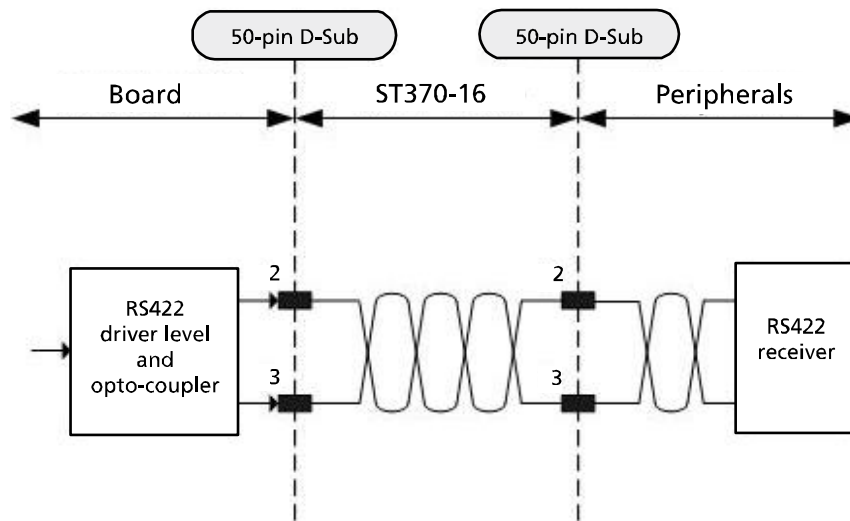 50-pin D-Sub
50-pin D-Sub
Board
ST370-16
Peripherals
2
2
RS422
driver level
and
opto-coupler
RS422
receiver
3
3